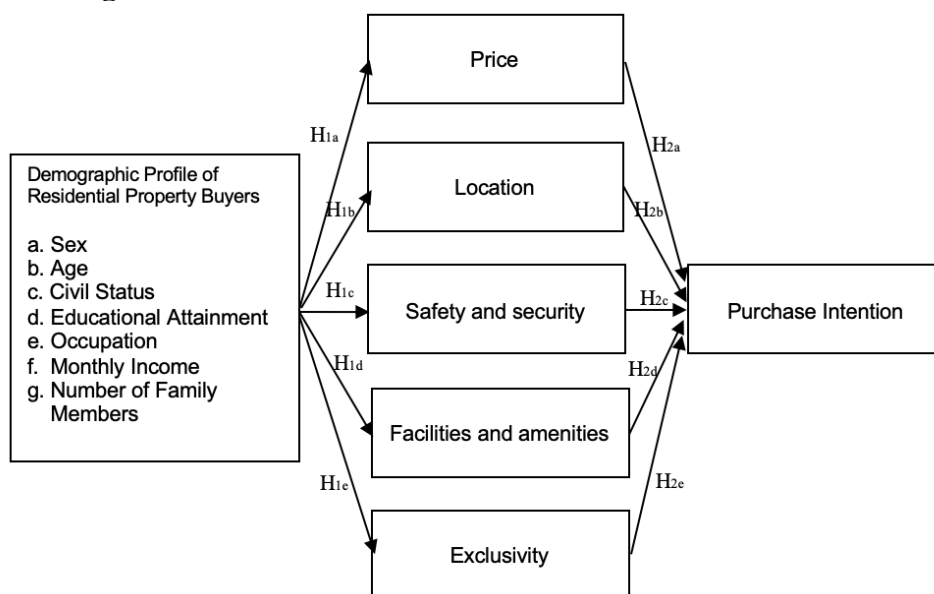 Price
H1a
H2a
Demographic Profile of
Residential Property Buyers
a. Sex
b. Age
c. Civil Status
d. Educational Attainment
e. Occupation
f. Monthly Income
g. Number of Family
Members
Location
H1b
H2b
H1c
Safety and security
H2c
Purchase Intention
H1d
H2d
Facilities and amenities
H1e
H2e
Exclusivity